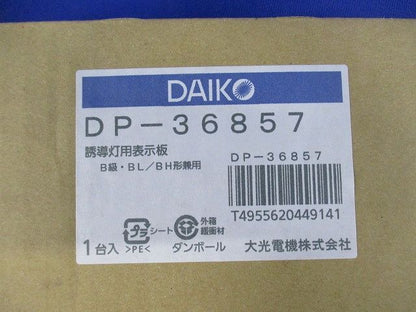 DAIKO
DP-36857
誘導灯用表示板
B級・BL/BH形兼用
DP-36857
T4955620449141
プラ
シート
>PE<
外箱
緩衝材
ダンボール
1台入
大光電機株式会社